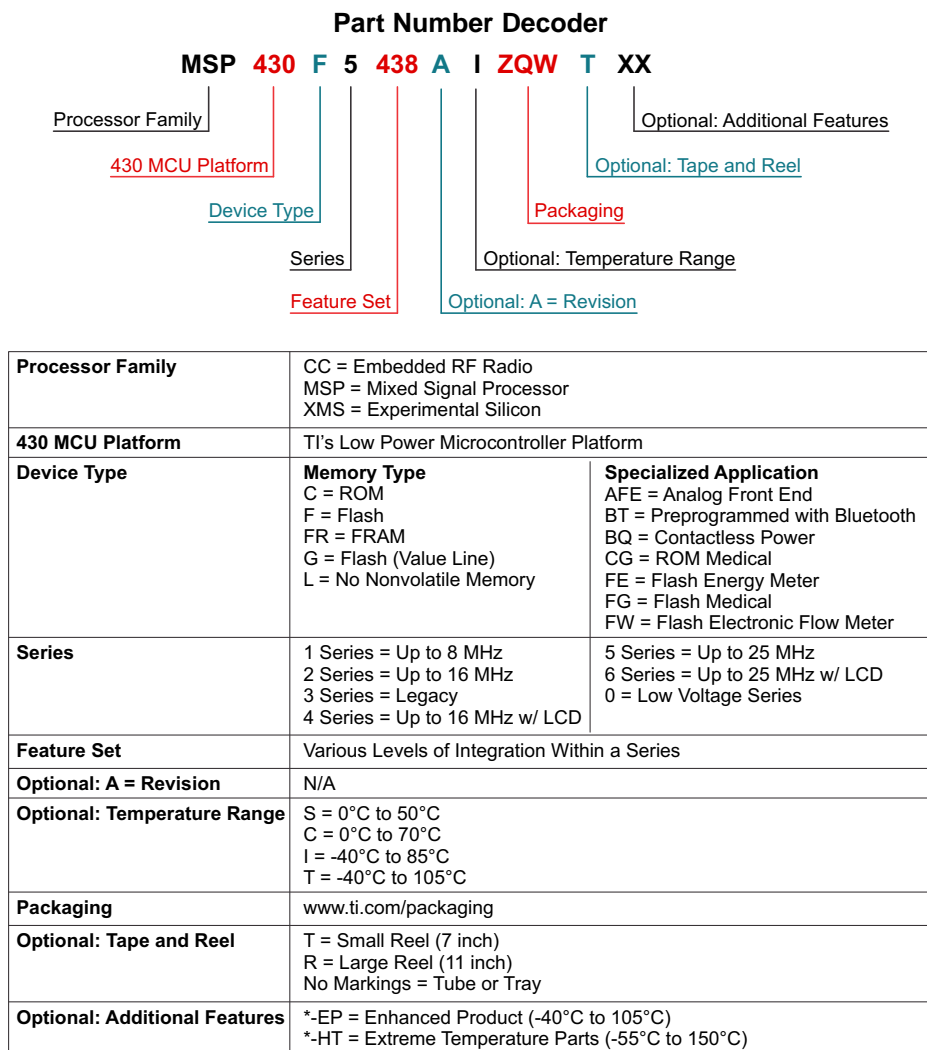 Part Number Decoder
MSP 430 F 5 438 A I ZQW T XX
Processor Family
Optional: Additional Features
430 MCU Platform
Optional: Tape and Reel
Device Type
Packaging
Series
Optional: Temperature Range
Feature Set
Optional: A = Revision
Processor Family
CC = Embedded RF Radio
MSP = Mixed Signal Processor
XMS = Experimental Silicon
430 MCU Platform
TI's Low Power Microcontroller Platform
Device Type
Memory Type
C = ROM
F = Flash
FR = FRAM
G = Flash (Value Line)
L = No Nonvolatile Memory
Specialized Application
AFE = Analog Front End
BT = Preprogrammed with Bluetooth
BQ = Contactless Power
CG = ROM Medical
FE = Flash Energy Meter
FG = Flash Medical
FW = Flash Electronic Flow Meter
Series
1 Series = Up to 8 MHz
2 Series = Up to 16 MHz
3 Series = Legacy
4 Series = Up to 16 MHz w/ LCD
5 Series = Up to 25 MHz
6 Series = Up to 25 MHz w/ LCD
0 = Low Voltage Series
Feature Set
Various Levels of Integration Within a Series
Optional: A = Revision
N/A
Optional: Temperature Range
S = 0°C to 50°C
C = 0°C to 70°C
I = -40°C to 85°C
T = -40°C to 105°C
Packaging
www.ti.com/packaging
Optional: Tape and Reel
T = Small Reel (7 inch)
R = Large Reel (11 inch)
No Markings = Tube or Tray
Optional: Additional Features
*-EP = Enhanced Product (-40°C to 105°C)
*-HT = Extreme Temperature Parts (-55°C to 150°C)